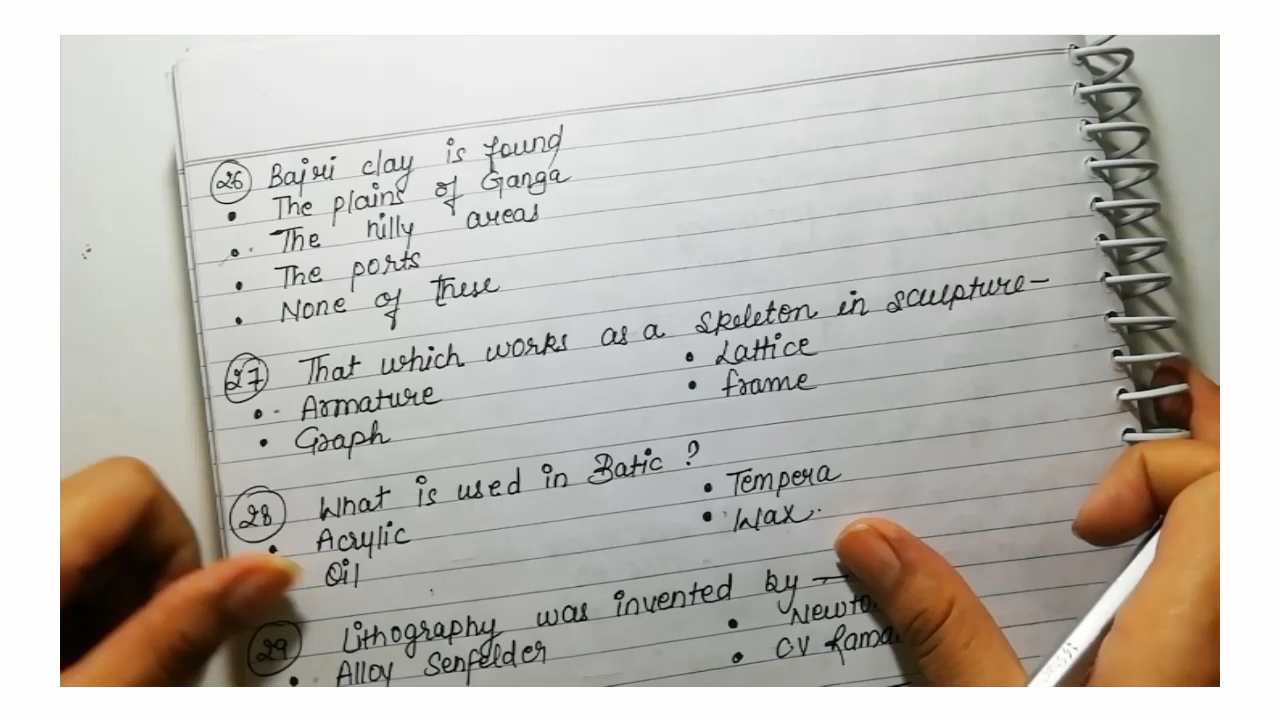 26 Bajri clay is found
• The plains of Ganga
• The hilly areas
• The ports
• None of these
27 That which works as a skeleton in sculpture-
• Armature • Lattice
• Graph • frame
28 What is used in Batic ?
• Acrylic • Tempera
Oil • Wax.
29 Lithography was invented by —
• Alloy Senfelder • 
• CV